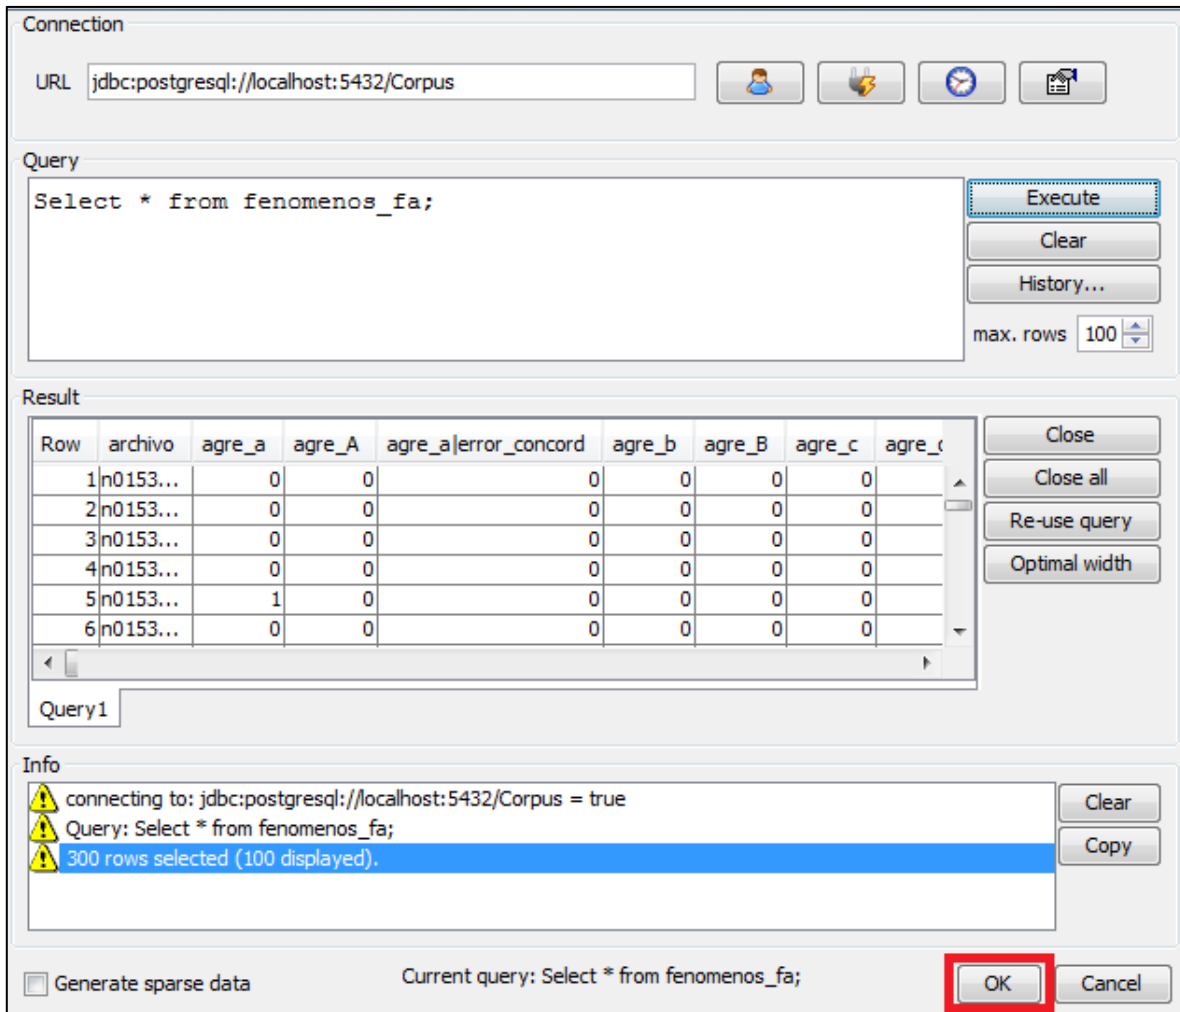 Connection
URL jdbc:postgresql://localhost:5432/Corpus
Query
Select * from fenomenos_fa;
Execute
Clear
History...
max. rows 100
Result
Row archivo agre_a agre_A agre_a|error_concord agre_b agre_B agre_c agre_c
1 n0153... 0 0 0 0 0 0
2 n0153... 0 0 0 0 0 0
3 n0153... 0 0 0 0 0 0
4 n0153... 0 0 0 0 0 0
5 n0153... 1 0 0 0 0 0
6 n0153... 0 0 0 0 0 0
Close
Close all
Re-use query
Optimal width
Query1
Info
connecting to: jdbc:postgresql://localhost:5432/Corpus = true
Query: Select * from fenomenos_fa;
300 rows selected (100 displayed).
Clear
Copy
Generate sparse data
Current query: Select * from fenomenos_fa;
OK
Cancel